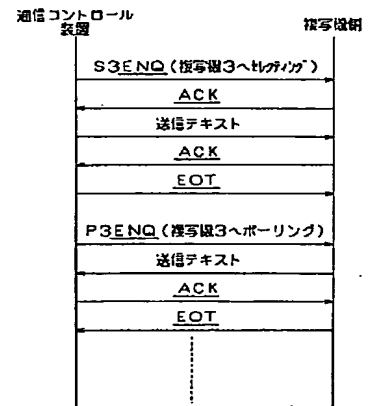 通信コントロール
装置
複写機側
S3ENQ(複写機3へセレクティング)
ACK
送信テキスト
ACK
EOT
P3ENQ(複写機3へポーリング)
送信テキスト
ACK
EOT